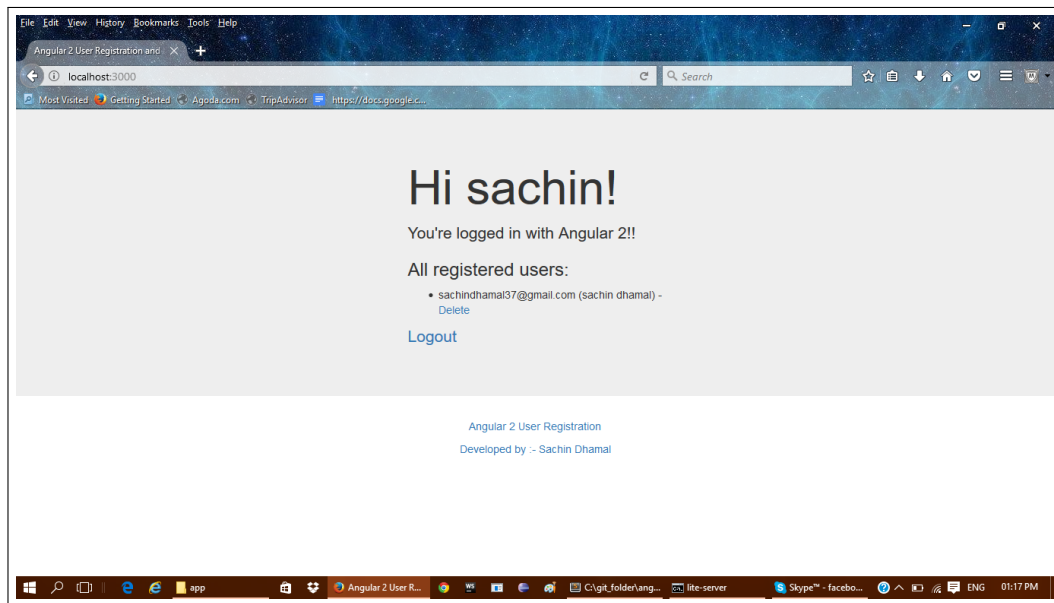 File Edit View History Bookmarks Tools Help
Angular 2 User Registration and
localhost:3000
Search
Most Visited Getting Started Agoda.com TripAdvisor https://docs.google.c...
Hi sachin!
You're logged in with Angular 2!!
All registered users:
sachindhamal37@gmail.com (sachin dhamal) -
Delete
Logout
Angular 2 User Registration
Developed by :- Sachin Dhamal
app
Angular 2 User R...
C:\git_folder\ang...
lite-server
Skype™ - facebo...
ENG
01:17 PM